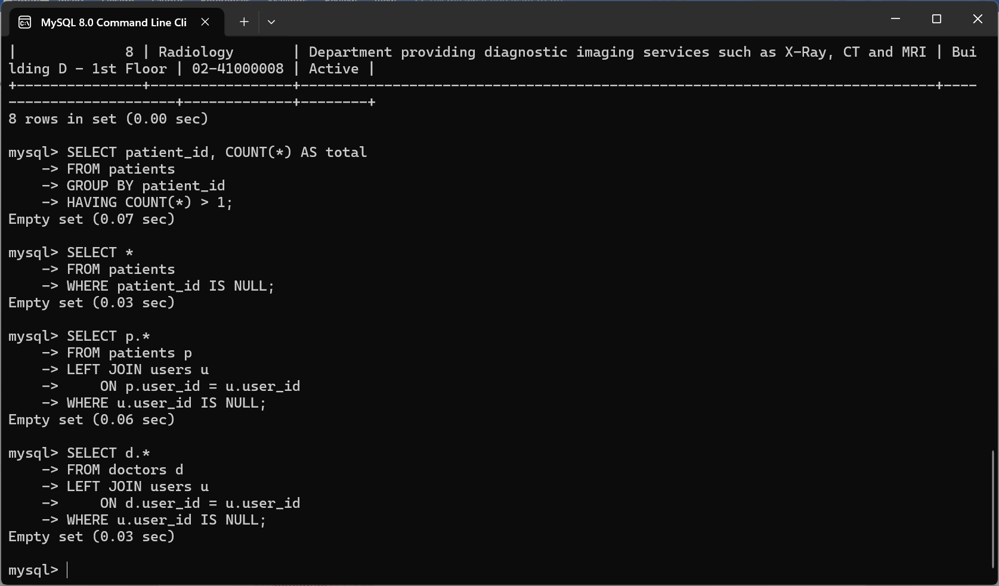 MySQL 8.0 Command Line Cli
|             8 | Radiology       | Department providing diagnostic imaging services such as X-Ray, CT and MRI | Bui
lding D - 1st Floor | 02-41000008 | Active |
+---------------+-----------------+----------------------------------------------------------------------------+----
--------------------+-------------+--------+
8 rows in set (0.00 sec)
mysql> SELECT patient_id, COUNT(*) AS total
    -> FROM patients
    -> GROUP BY patient_id
    -> HAVING COUNT(*) > 1;
Empty set (0.07 sec)
mysql> SELECT *
    -> FROM patients
    -> WHERE patient_id IS NULL;
Empty set (0.03 sec)
mysql> SELECT p.*
    -> FROM patients p
    -> LEFT JOIN users u
    ->     ON p.user_id = u.user_id
    -> WHERE u.user_id IS NULL;
Empty set (0.06 sec)
mysql> SELECT d.*
    -> FROM doctors d
    -> LEFT JOIN users u
    ->     ON d.user_id = u.user_id
    -> WHERE u.user_id IS NULL;
Empty set (0.03 sec)
mysql>